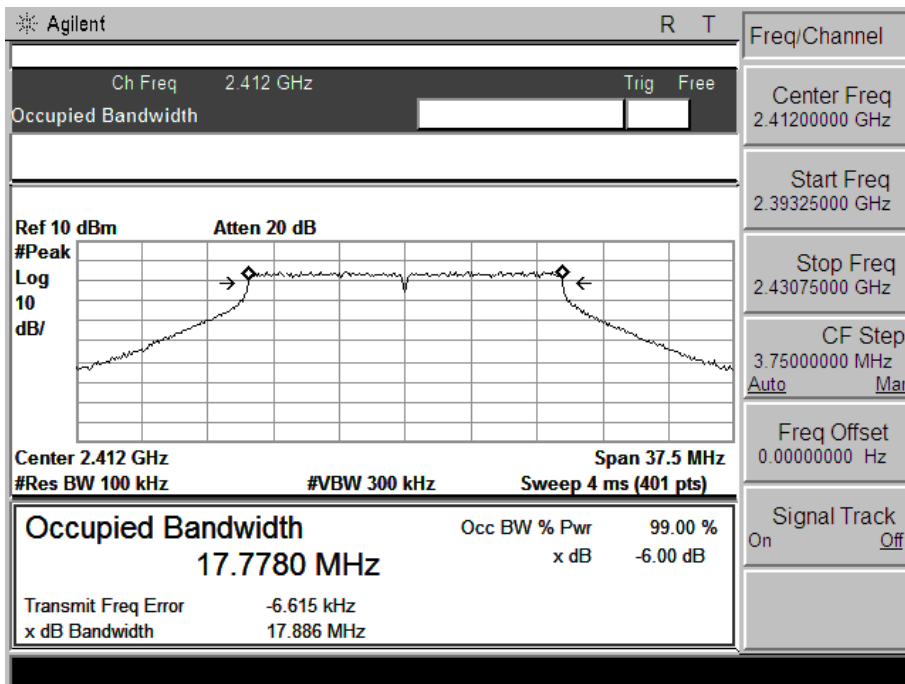 Agilent R T
Freq/Channel
Ch Freq 2.412 GHz Trig Free
Occupied Bandwidth
Center Freq
2.41200000 GHz
Start Freq
2.39325000 GHz
Stop Freq
2.43075000 GHz
CF Step
3.75000000 MHz
Auto Man
Freq Offset
0.00000000 Hz
Signal Track
On Off
Ref 10 dBm Atten 20 dB
#Peak
Log
10
dB/
Center 2.412 GHz Span 37.5 MHz
#Res BW 100 kHz #VBW 300 kHz Sweep 4 ms (401 pts)
Occupied Bandwidth Occ BW % Pwr 99.00 %
17.7780 MHz x dB -6.00 dB
Transmit Freq Error -6.615 kHz
x dB Bandwidth 17.886 MHz